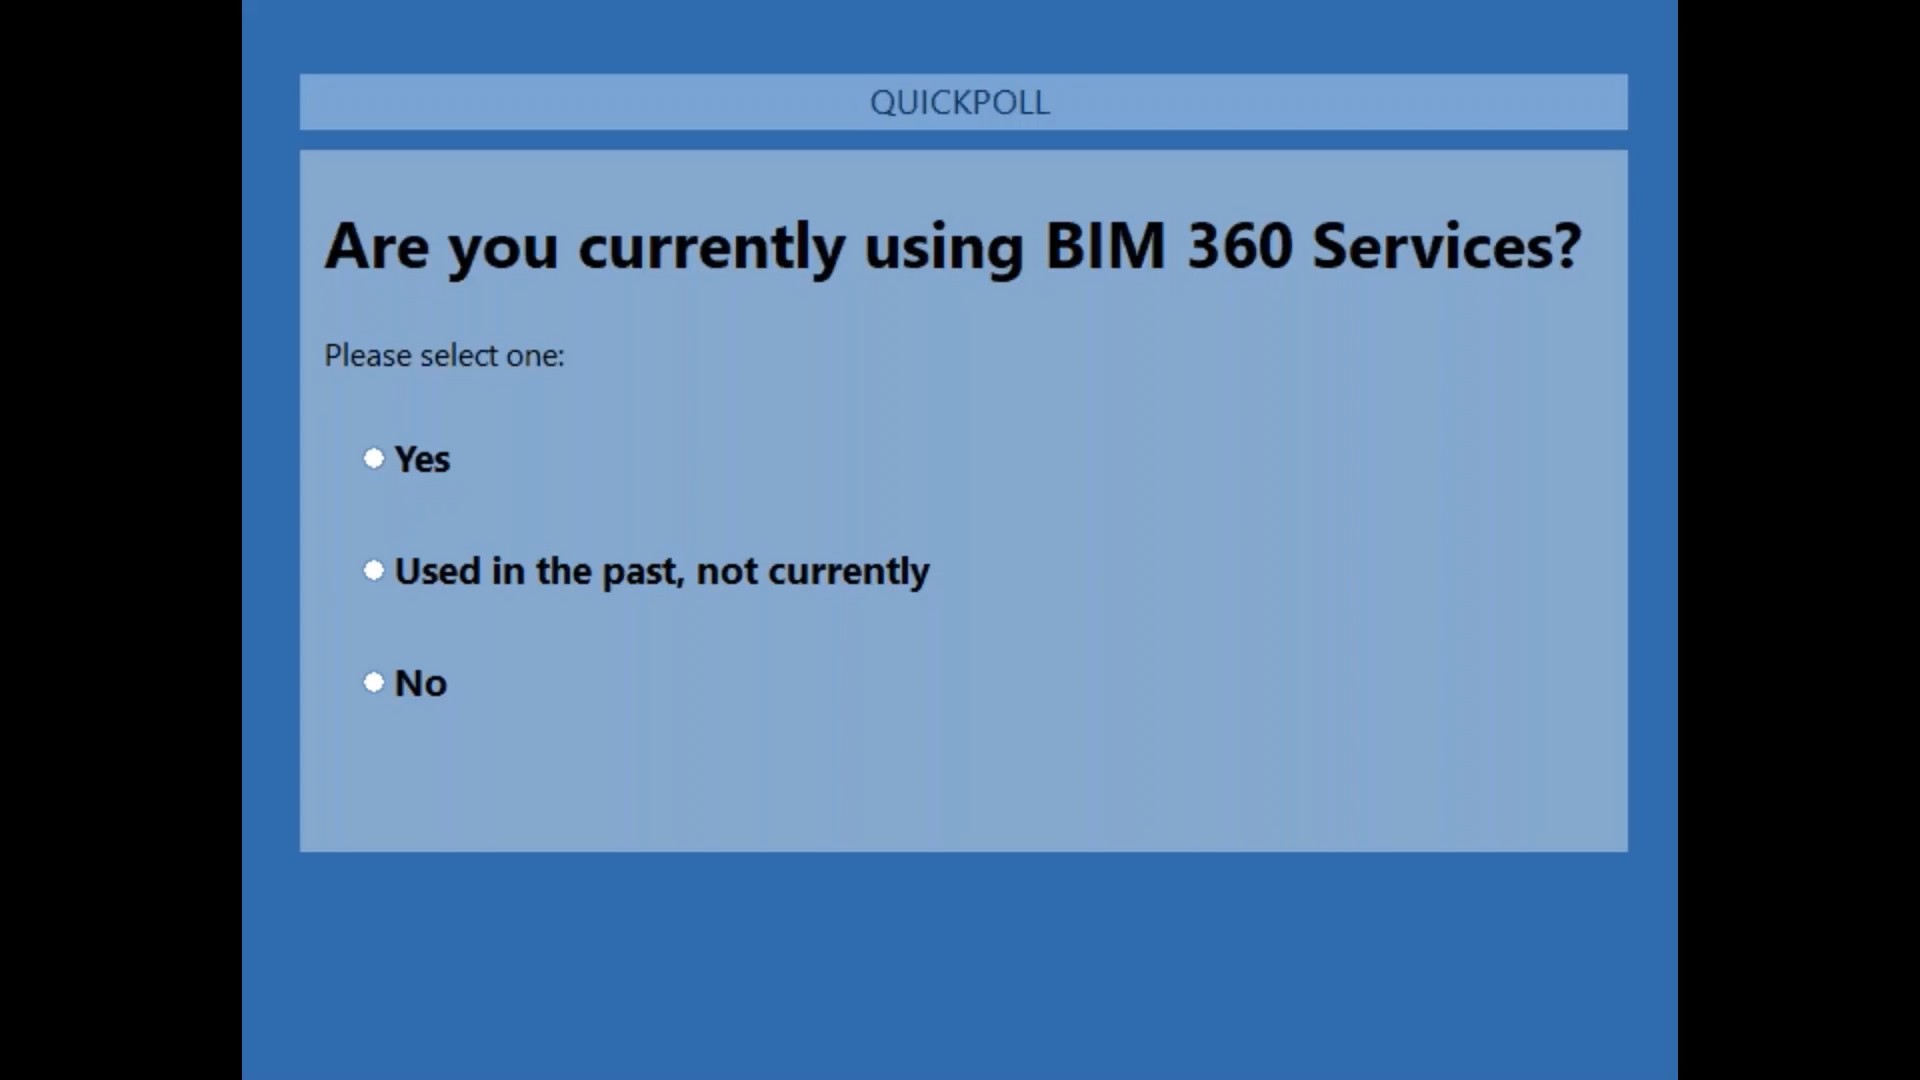 QUICKPOLL
Are you currently using BIM 360 Services?
Please select one:
Yes
Used in the past, not currently
No